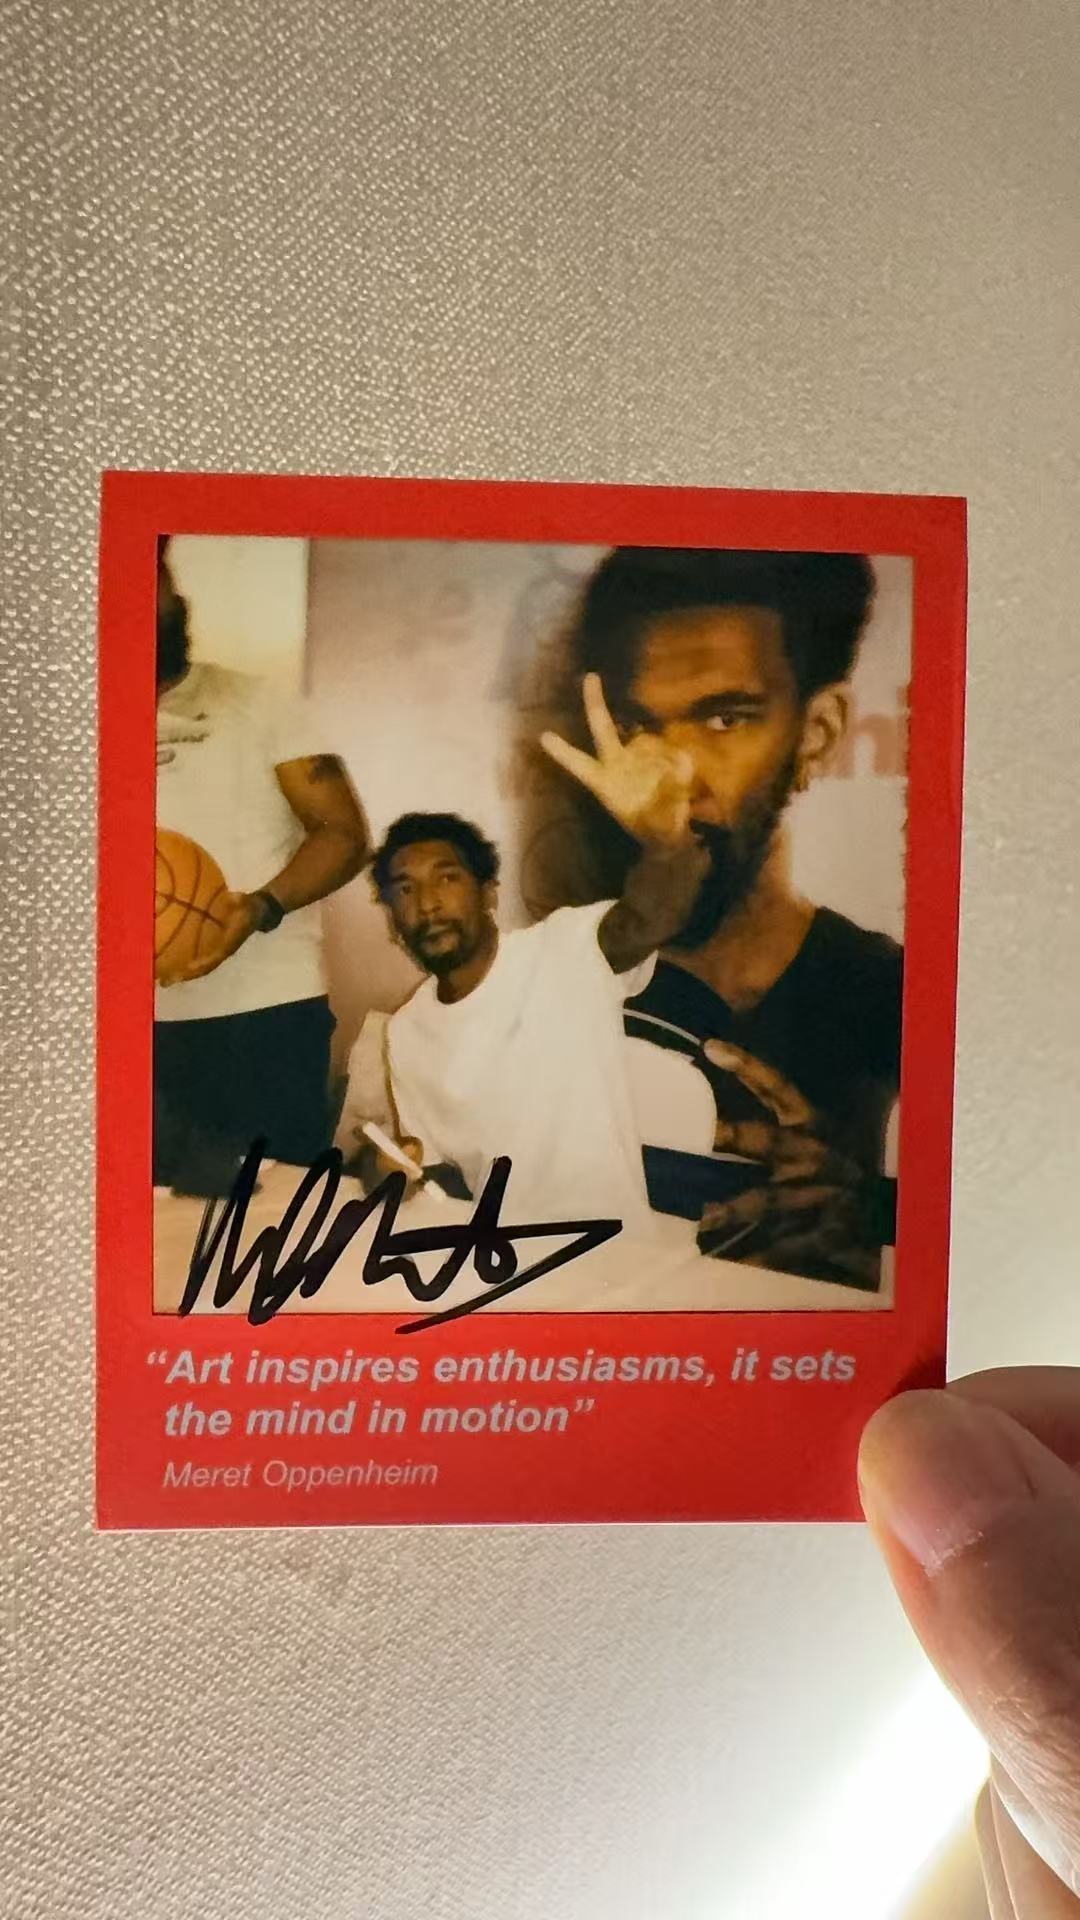 “Art inspires enthusiasms, it sets
the mind in motion”
Meret Oppenheim